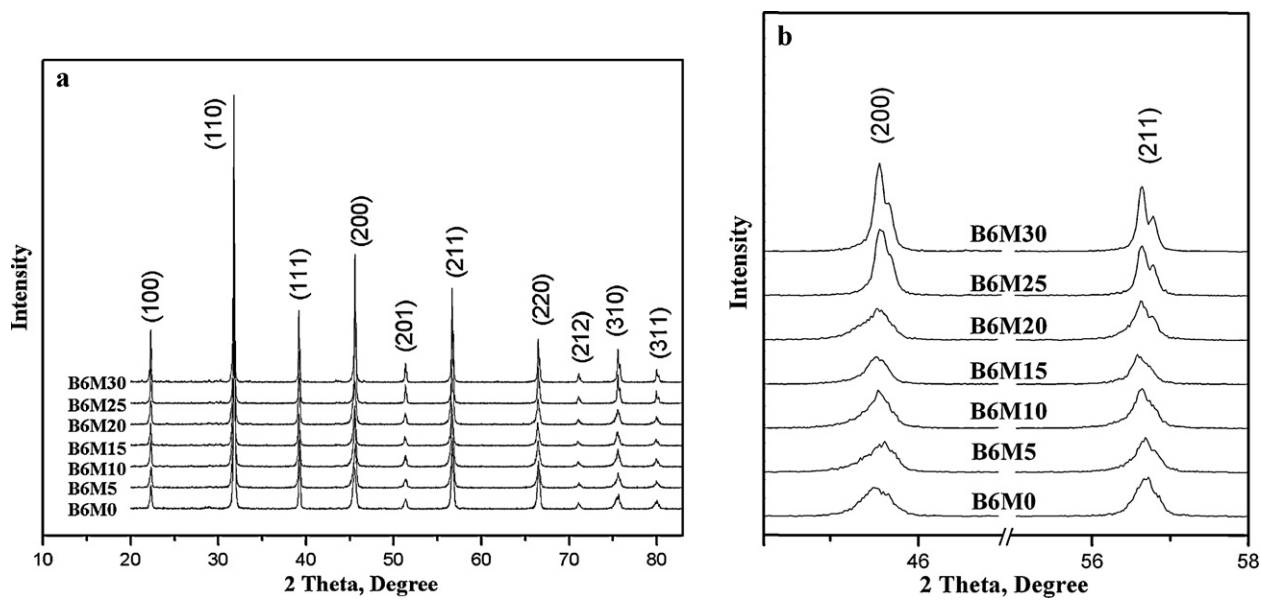 a
(100)
(110)
(111)
(200)
(201)
(211)
(220)
(212)
(310)
(311)
Intensity
B6M30
B6M25
B6M20
B6M15
B6M10
B6M5
B6M0
10 20 30 40 50 60 70 80
2 Theta, Degree
b
(200)
(211)
Intensity
B6M30
B6M25
B6M20
B6M15
B6M10
B6M5
B6M0
46 56 58
2 Theta, Degree